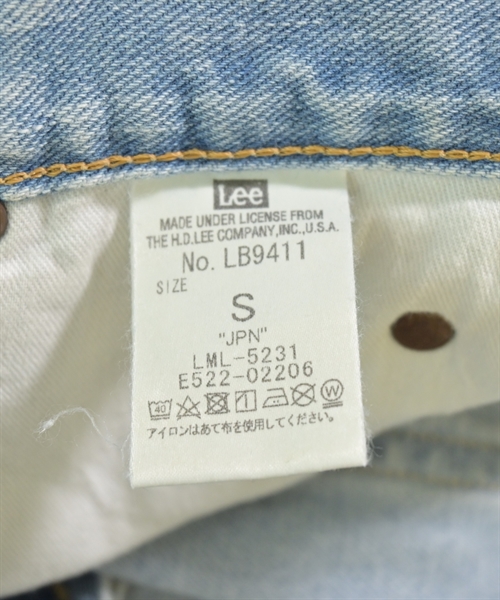 Lee
MADE UNDER LICENSE FROM
THE H.D.LEE COMPANY,INC.,U.S.A.
No. LB9411
SIZE
S
"JPN"
LML-5231
E522-02206
40 W
アイロンはあて布を使用してください。